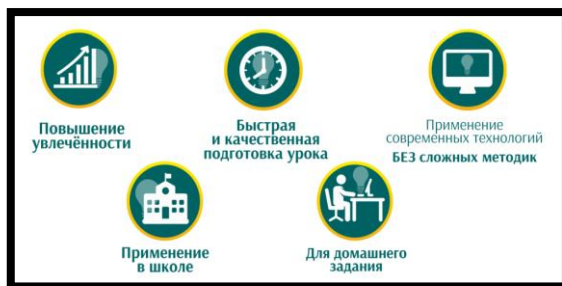 Повышение
увлечённости
Быстрая
и качественная
подготовка урока
Применение
современных технологий
БЕЗ сложных методик
Применение
в школе
Для домашнего
задания